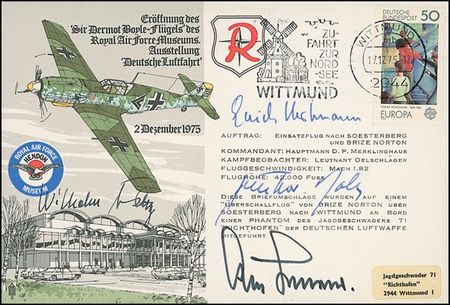 Eröffnung des
'Sir Dermot Boyle-Flügels' des
Royal Air Force Museums.
Ausstellung
'Deutsche Luftfahrt'
2 Dezember 1975
ROYAL AIR FORCE
HENDON
MUSEUM
R
ZU-
FAHRT
ZUR
NORD
-SEE
WITTMUND
WITTMUND
17.12.75
2944
DEUTSCHE
BUNDESPOST
50
EUROPA
AUFTRAG: EINSATZFLUG NACH SOESTERBERG
UND BRIZE NORTON
KOMMANDANT: HAUPTMANN D. P. MERKLINGHAUS
KAMPFBEOBACHTER: LEUTNANT OELSCHLAGER
FLUGGESCHWINDIGKEIT: MACH 1.82
FLUGHÖHE: 42,000 FUSS
DIESE BRIEFUMSCHLÄGE WURDEN AUF EINEM
"ÜBERSCHALLFLUG" VON BRIZE NORTON ÜBER
SOESTERBERG NACH WITTMUND AN BORD
EINER PHANTOM DES JAGDGESCHWADERS 71
"RICHTHOFEN" DER DEUTSCHEN LUFTWAFFE
MITGEFÜHRT.
Jagdgeschwader 71
"Richthofen"
2944 Wittmund 1